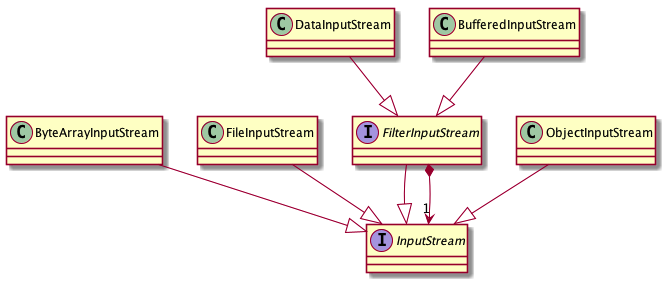 C DataInputStream
C BufferedInputStream
C ByteArrayInputStream
C FileInputStream
I FilterInputStream
C ObjectInputStream
1
I InputStream